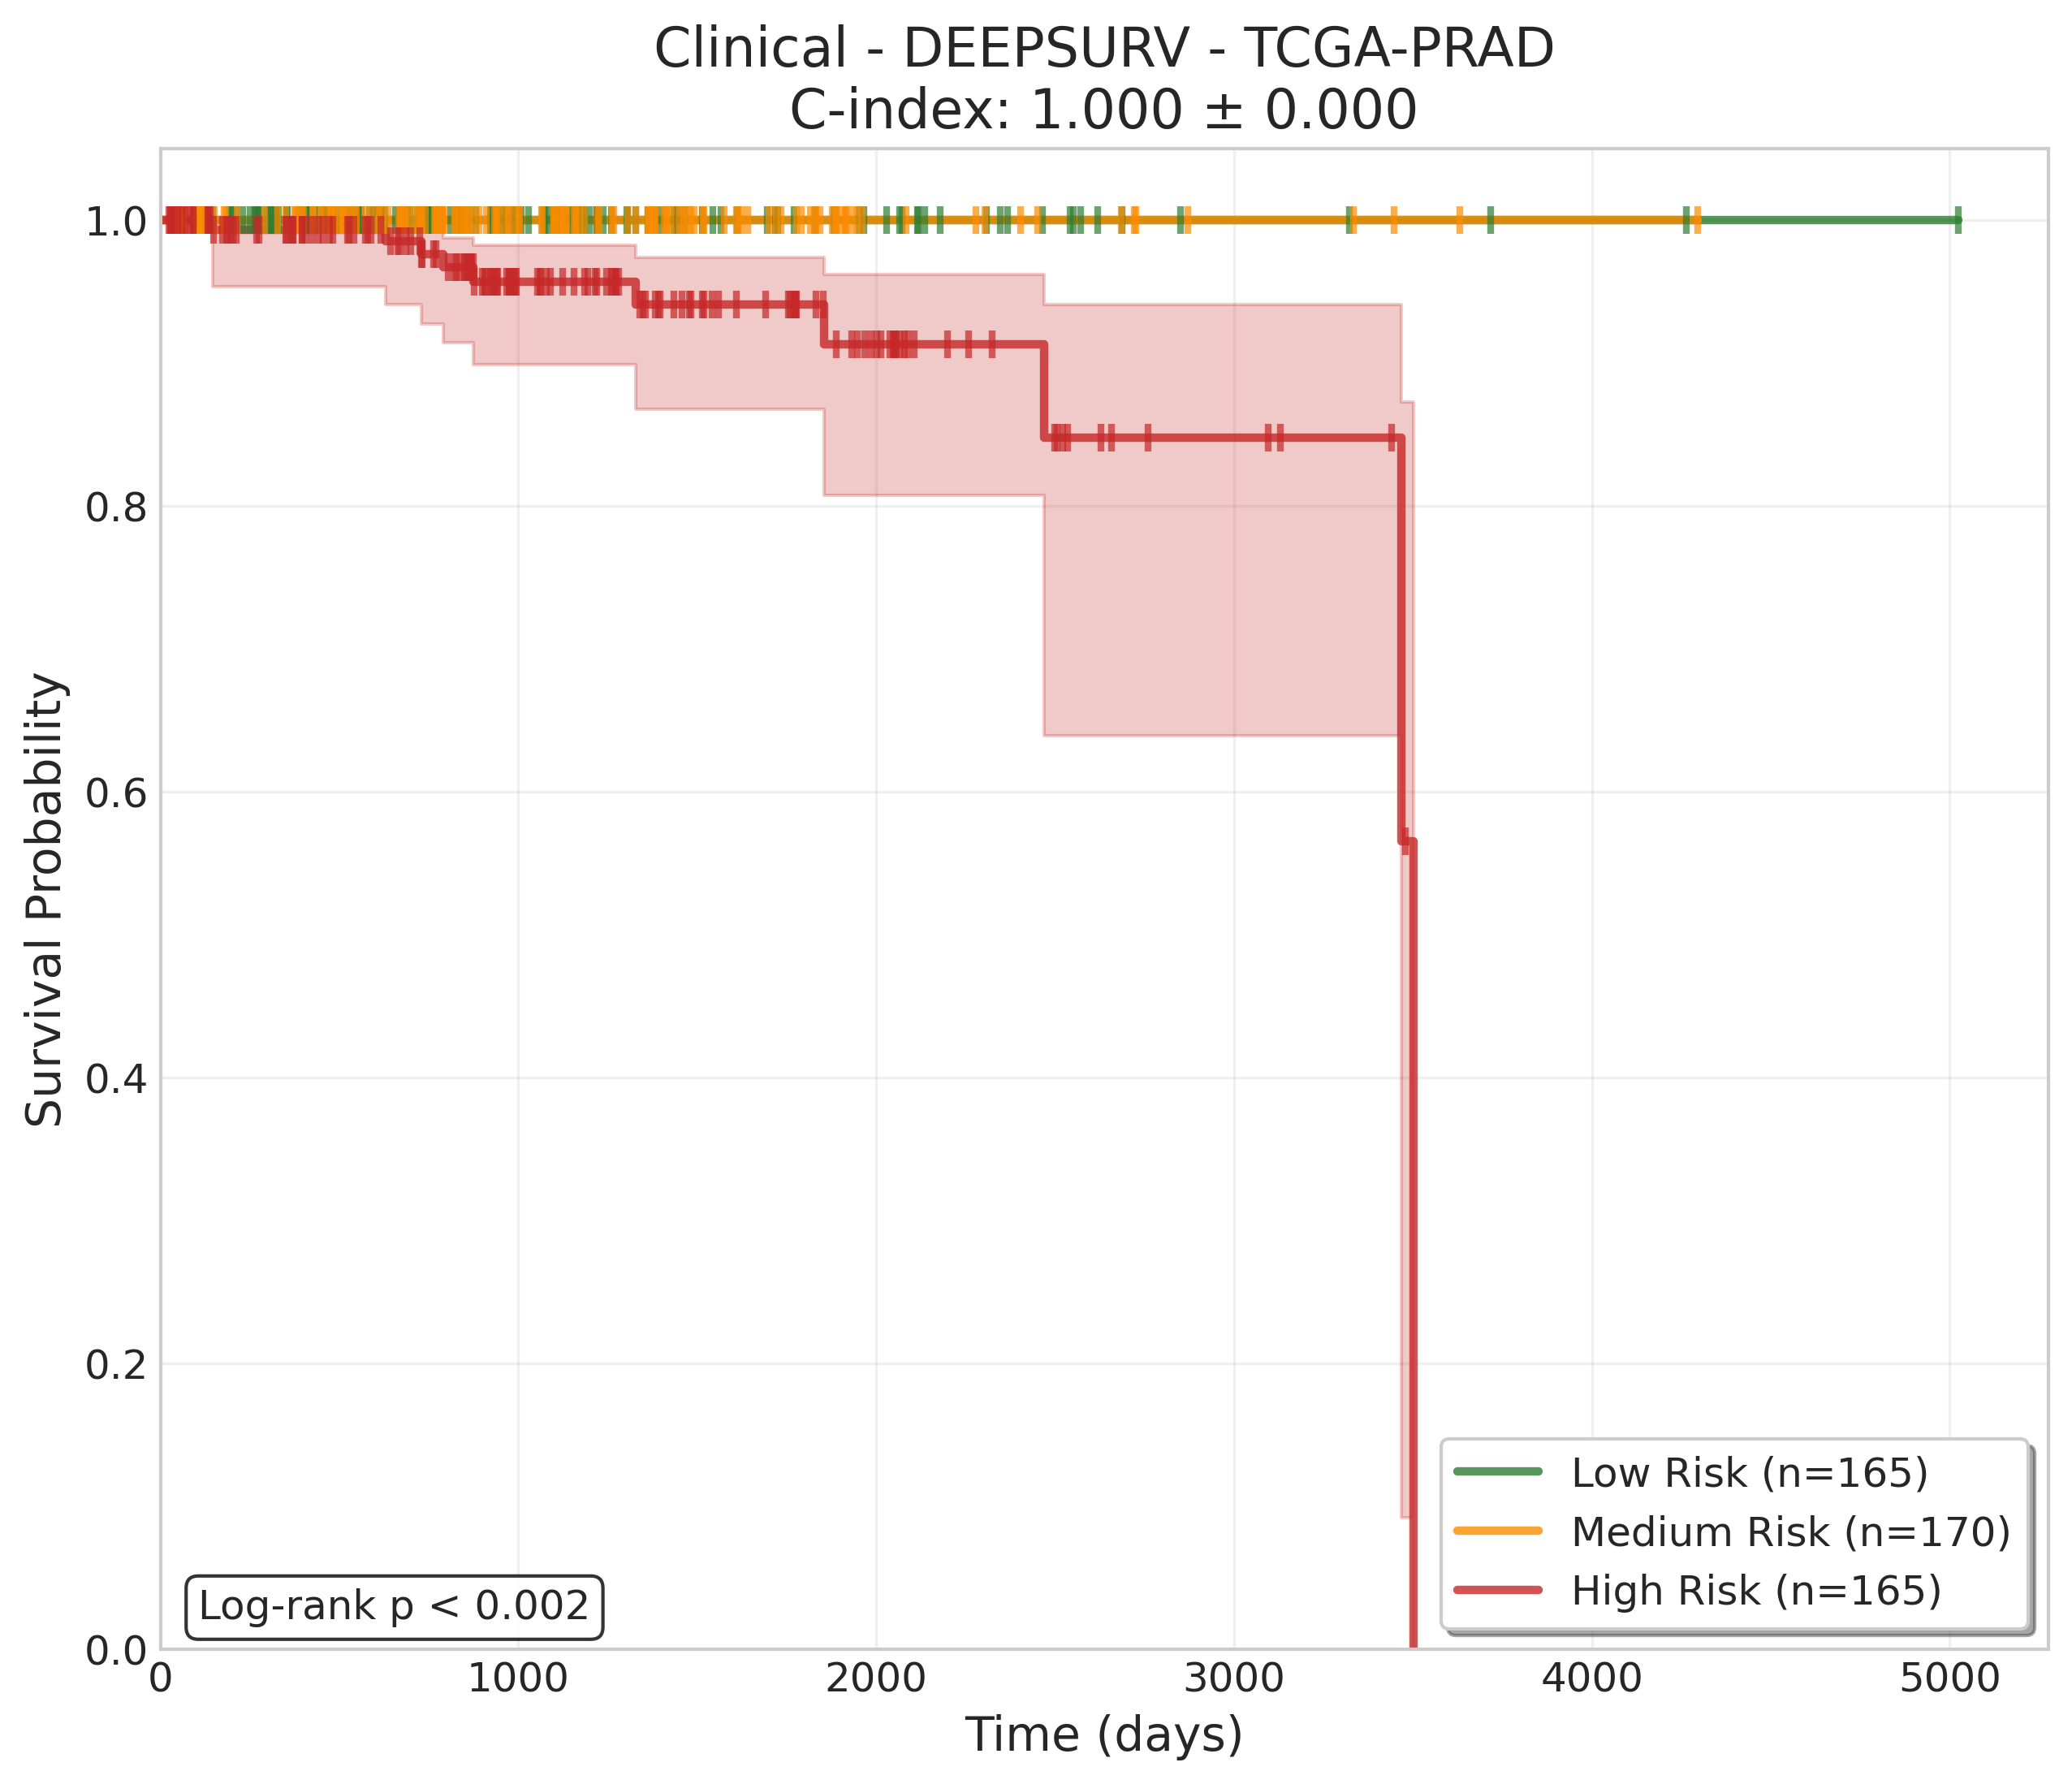 Clinical - DEEPSURV - TCGA-PRAD
C-index: 1.000 ± 0.000
Survival Probability
1.0
0.8
0.6
0.4
0.2
0.0
Log-rank p < 0.002
Low Risk (n=165)
Medium Risk (n=170)
High Risk (n=165)
0 1000 2000 3000 4000 5000
Time (days)